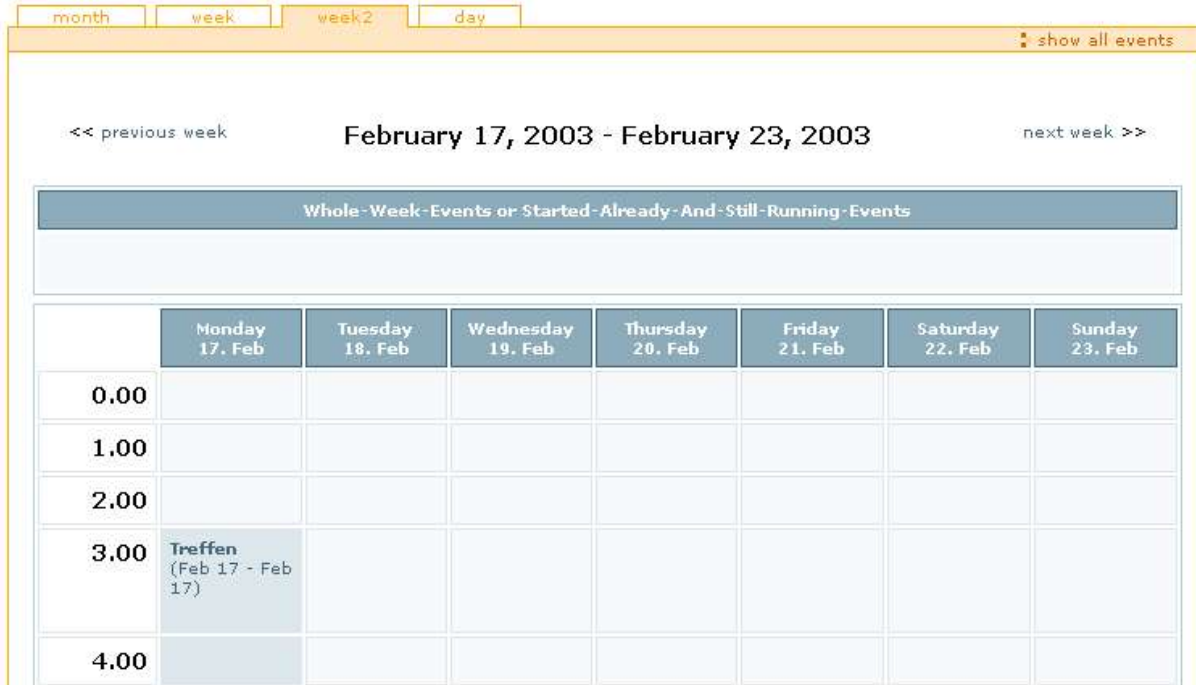 month week week2 day
show all events
<< previous week February 17, 2003 - February 23, 2003 next week >>
Whole-Week-Events or Started-Already-And-Still-Running-Events
Monday Tuesday Wednesday Thursday Friday Saturday Sunday
17. Feb 18. Feb 19. Feb 20. Feb 21. Feb 22. Feb 23. Feb
0.00
1.00
2.00
3.00 Treffen
(Feb 17 - Feb
17)
4.00